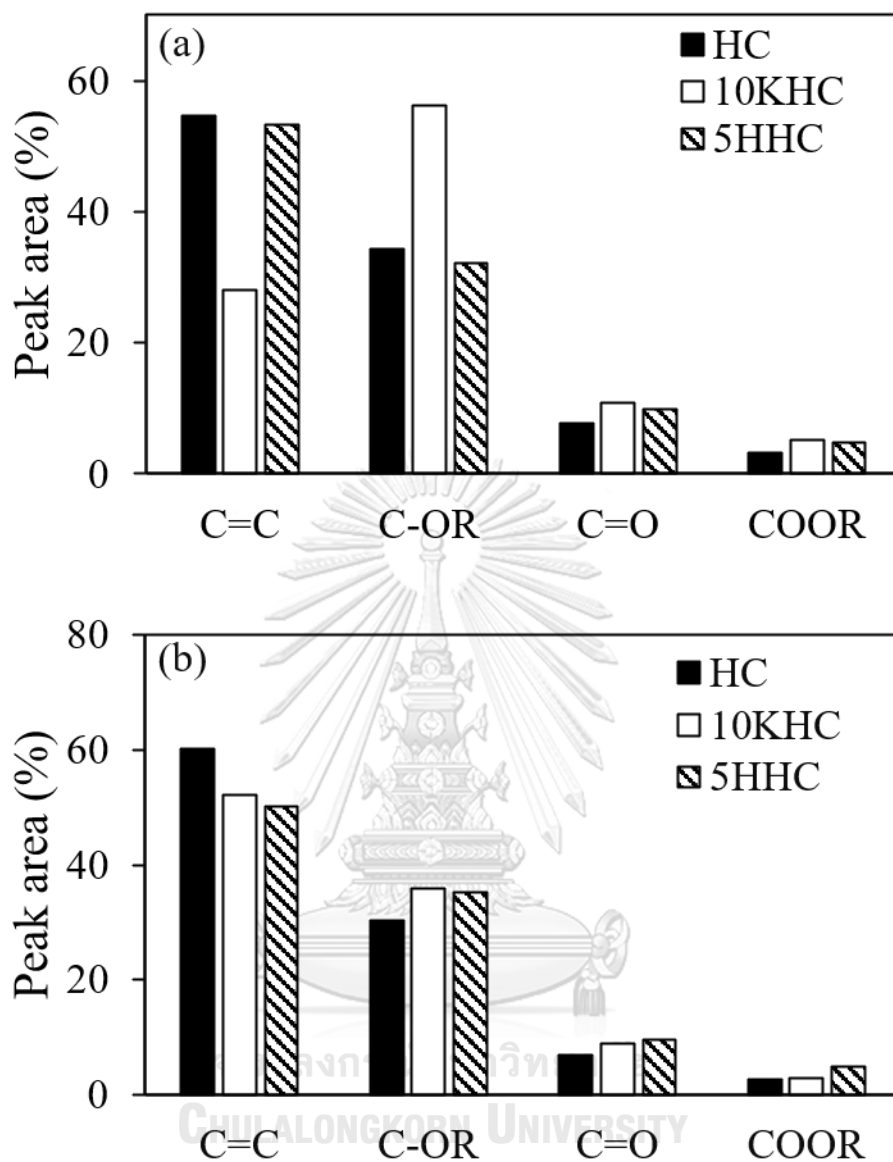 (a)
HC
10KHC
5HHC
Peak area (%)
60
40
20
0
C=C C-OR C=O COOR
(b)
HC
10KHC
5HHC
Peak area (%)
80
60
40
20
0
CHULALONGKORN UNIVERSITY
C=C C-OR C=O COOR